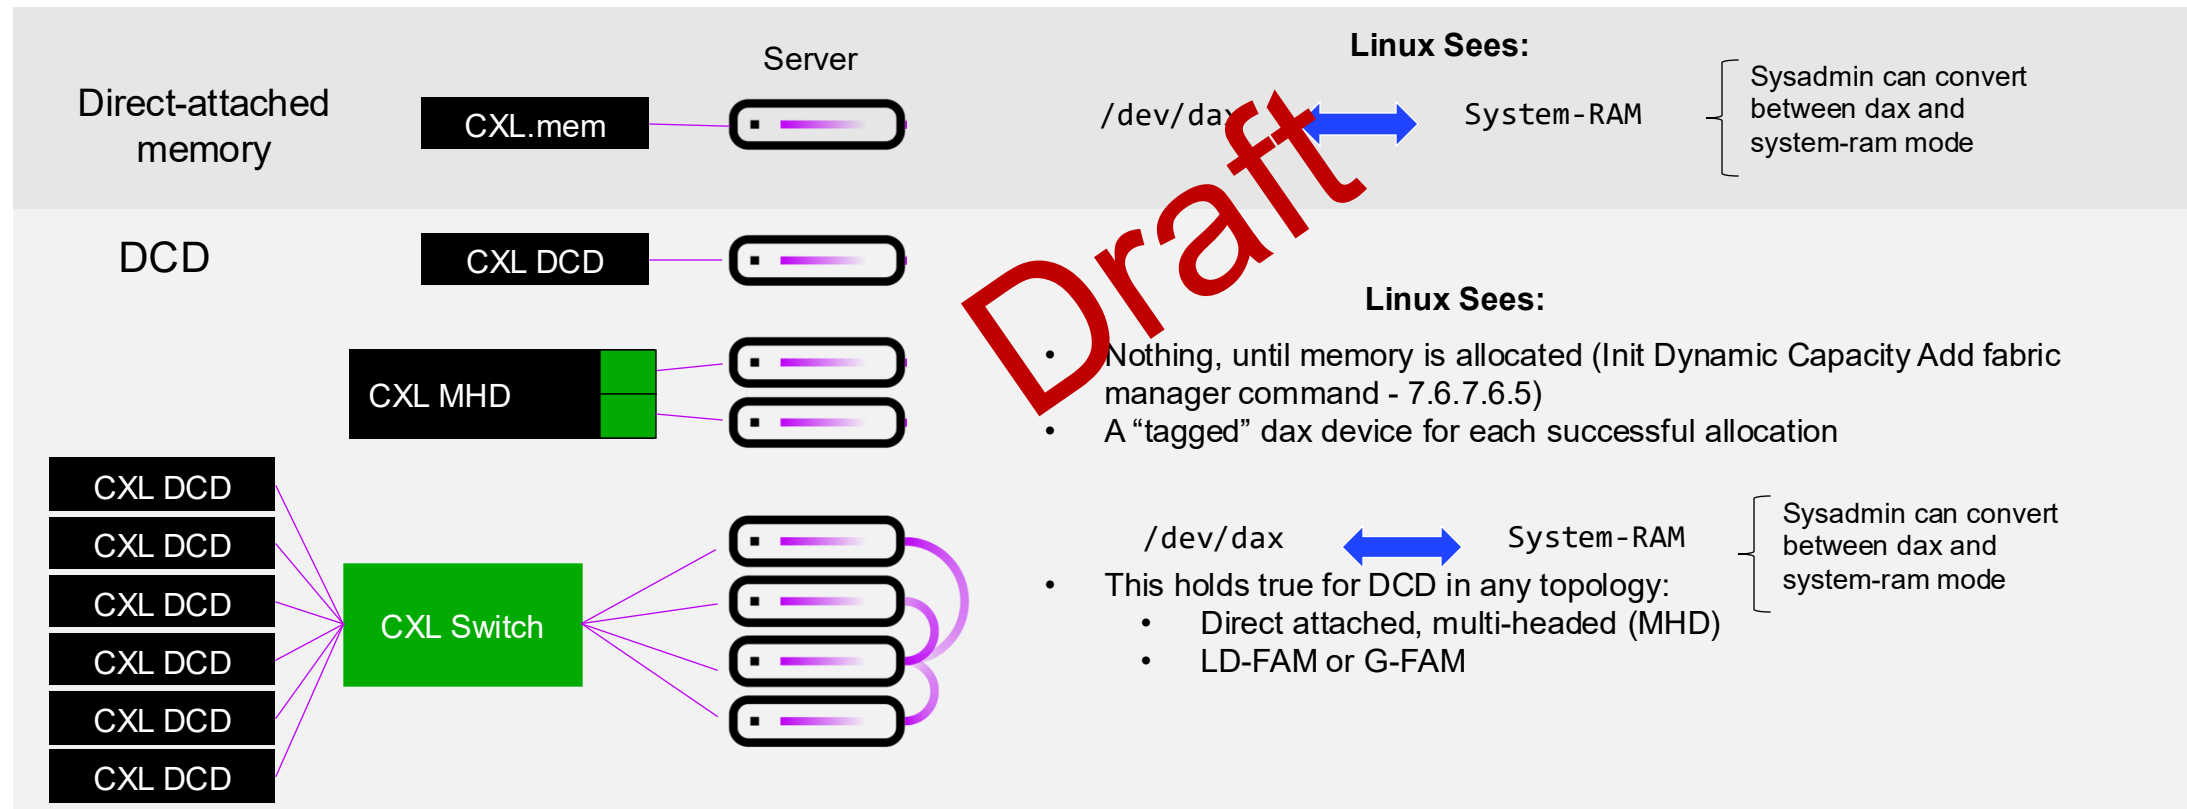 Direct-attached
memory
CXL.mem
Server
Linux Sees:
/dev/dax
System-RAM
Sysadmin can convert
between dax and
system-ram mode
Draft
DCD
CXL DCD
CXL MHD
Linux Sees:
• Nothing, until memory is allocated (Init Dynamic Capacity Add fabric
manager command - 7.6.7.6.5)
• A “tagged” dax device for each successful allocation
/dev/dax
System-RAM
Sysadmin can convert
between dax and
system-ram mode
• This holds true for DCD in any topology:
• Direct attached, multi-headed (MHD)
• LD-FAM or G-FAM
CXL DCD
CXL DCD
CXL DCD
CXL DCD
CXL DCD
CXL DCD
CXL Switch